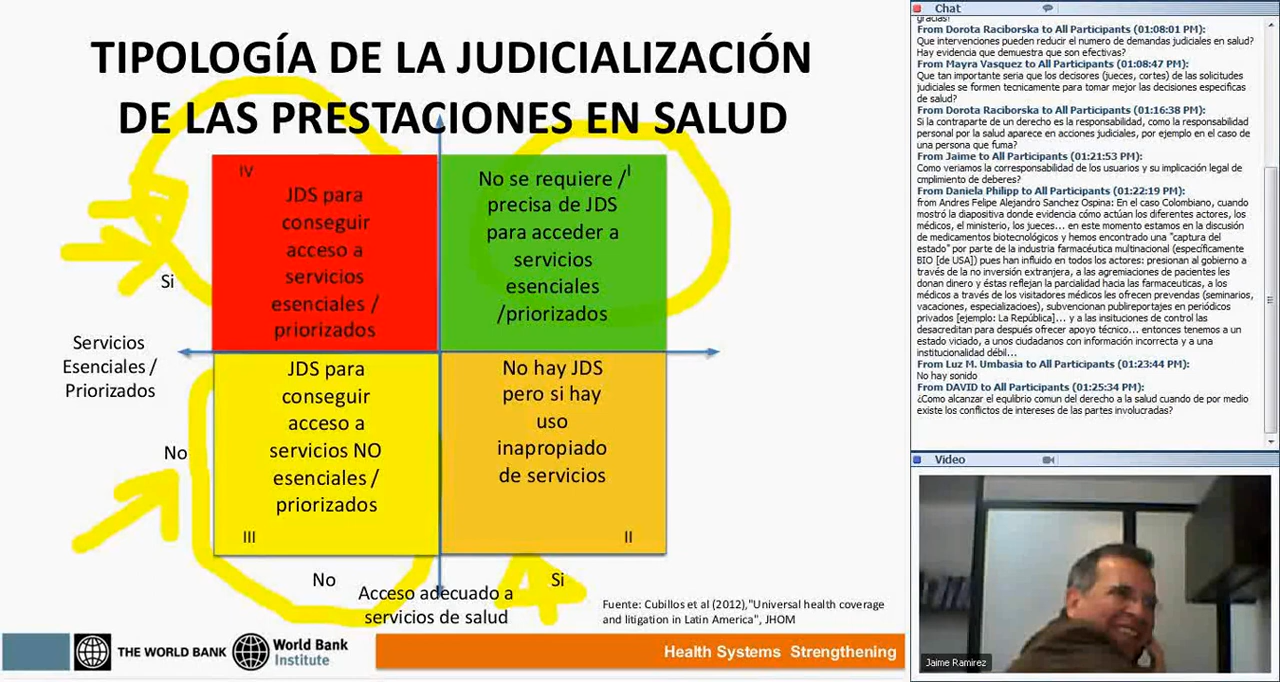 TIPOLOGÍA DE LA JUDICIALIZACIÓN
DE LAS PRESTACIONES EN SALUD
IV
JDS para
conseguir
acceso a
servicios
esenciales /
priorizados
I
No se requiere /
precisa de JDS
para acceder a
servicios
esenciales
/priorizados
Si
Servicios
Esenciales /
Priorizados
No
JDS para
conseguir
acceso a
servicios NO
esenciales /
priorizados
III
No hay JDS
pero si hay
uso
inapropiado
de servicios
II
No
Si
Acceso adecuado a
servicios de salud
Fuente: Cubillos et al (2012),"Universal health coverage
and litigation in Latin America", JHOM
THE WORLD BANK
World Bank
Institute
Health Systems Strengthening
Chat
gracias!
From Dorota Raciborska to All Participants (01:08:01 PM):
Que intervenciones pueden reducir el numero de demandas judiciales en salud?
Hay evidencia que demuestra que son efectivas?
From Mayra Vasquez to All Participants (01:08:47 PM):
Que tan importante seria que los decisores (jueces, cortes) de las solicitudes
judiciales se formen tecnicamente para tomar mejor las decisiones especificas
de salud?
From Dorota Raciborska to All Participants (01:16:38 PM):
Si la contraparte de un derecho es la responsabilidad, como la responsabilidad
personal por la salud aparece en acciones judiciales, por ejemplo en el caso de
una persona que fuma?
From Jaime to All Participants (01:21:53 PM):
Como veriamos la corresponsabilidad de los usuarios y su implicación legal de
cmplimiento de deberes?
From Daniela Philipp to All Participants (01:22:19 PM):
from Andres Felipe Alejandro Sanchez Ospina: En el caso Colombiano, cuando
mostró la diapositiva donde evidencia cómo actúan los diferentes actores, los
médicos, el ministerio, los jueces... en este momento estamos en la discusión
de medicamentos biotecnológicos y hemos encontrado una "captura del
estado" por parte de la industria farmacéutica multinacional (específicamente
BIO [de USA]) pues han influido en todos los actores: presionan al gobierno a
través de la no inversión extranjera, a las agremiaciones de pacientes les
donan dinero y éstas reflejan la parcialidad hacia las farmaceuticas, a los
médicos a través de los visitadores médicos les ofrecen prevendas (seminarios,
vacaciones, especializacioes), subvencionan publireportajes en periódicos
privados [ejemplo: La República]... y a las insituciones de control las
desacreditan para después ofrecer apoyo técnico... entonces tenemos a un
estado viciado, a unos ciudadanos con información incorrecta y a una
institucionalidad débil...
From Luz M. Umbasia to All Participants (01:23:44 PM):
No hay sonido
From DAVID to All Participants (01:25:34 PM):
¿Como alcanzar el equlibrio comun del derecho a la salud cuando de por medio
existe los conflictos de intereses de las partes involucradas?
Video
Jaime Ramirez